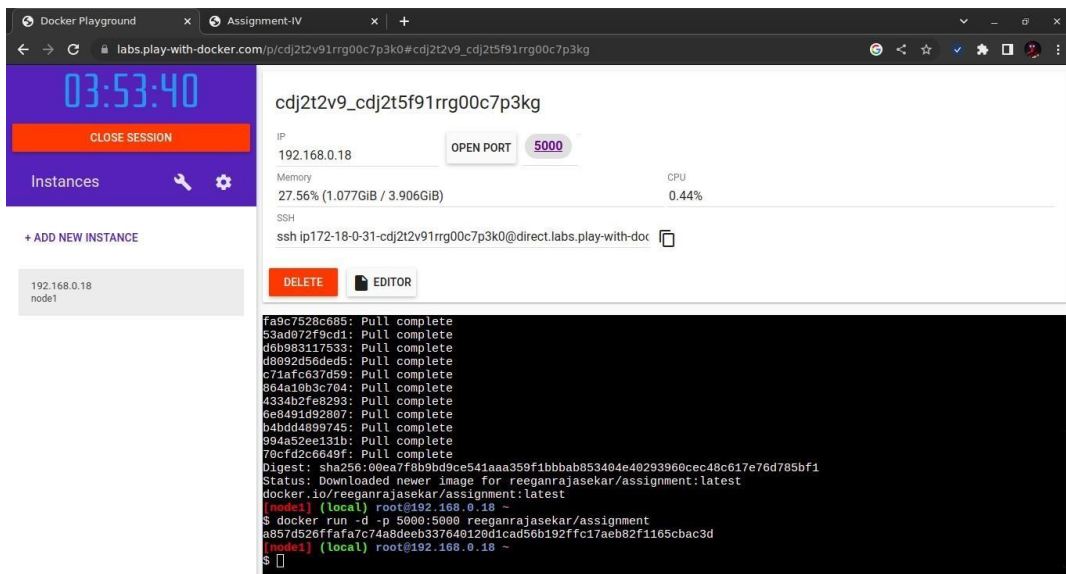 Docker Playground
Assignment-IV
labs.play-with-docker.com/p/cdj2t2v91rrg00c7p3k0#cdj2t2v9_cdj2t5f91rrg00c7p3kg
03:53:40
CLOSE SESSION
Instances
+ ADD NEW INSTANCE
192.168.0.18
node1
cdj2t2v9_cdj2t5f91rrg00c7p3kg
IP
192.168.0.18
OPEN PORT
5000
Memory
27.56% (1.077GiB / 3.906GiB)
CPU
0.44%
SSH
ssh ip172-18-0-31-cdj2t2v91rrg00c7p3k0@direct.labs.play-with-doc
DELETE
EDITOR
fa9c7528c685: Pull complete
53ad072f9cd1: Pull complete
d6b983117533: Pull complete
d8092d56ded5: Pull complete
c71afc637d59: Pull complete
864a10b3c704: Pull complete
4334b2fe8293: Pull complete
6e8491d92807: Pull complete
b4bdd4899745: Pull complete
994a52ee131b: Pull complete
70cfd2c6649f: Pull complete
Digest: sha256:00ea7f8b9bd9ce541aaa359f1bbbab853404e40293960cec48c617e76d785bf1
Status: Downloaded newer image for reeganrajasekar/assignment:latest
docker.io/reeganrajasekar/assignment:latest
[node1] (local) root@192.168.0.18 ~
$ docker run -d -p 5000:5000 reeganrajasekar/assignment
a857d526ffafa7c74a8deeb337640120d1cad56b192ffc17aeb82f1165cbac3d
[node1] (local) root@192.168.0.18 ~
$